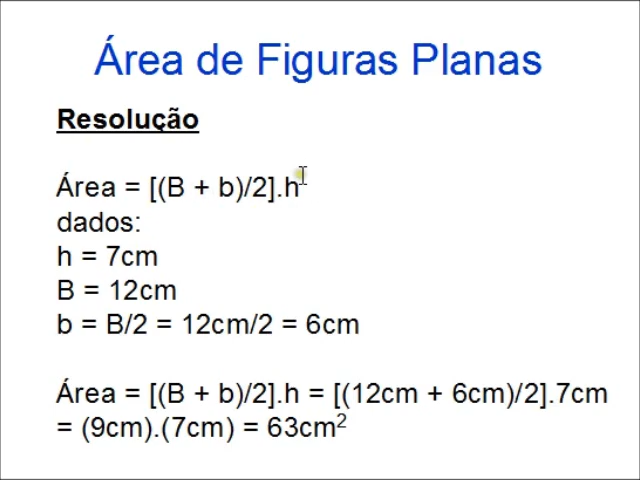 Área de Figuras Planas
Resolução
Área = [(B + b)/2].h
dados:
h = 7cm
B = 12cm
b = B/2 = 12cm/2 = 6cm
Área = [(B + b)/2].h = [(12cm + 6cm)/2].7cm
= (9cm).(7cm) = 63cm²